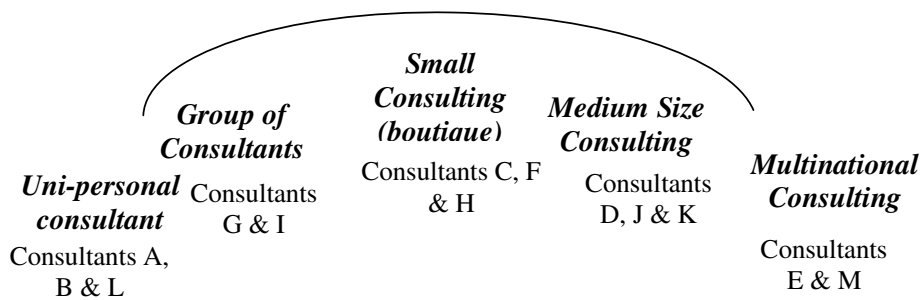 Uni-personal
consultant
Consultants A,
B & L
Group of
Consultants
Consultants
G & I
Small
Consulting
(boutiaue)
Consultants C, F
& H
Medium Size
Consulting
Consultants
D, J & K
Multinational
Consulting
Consultants
E & M